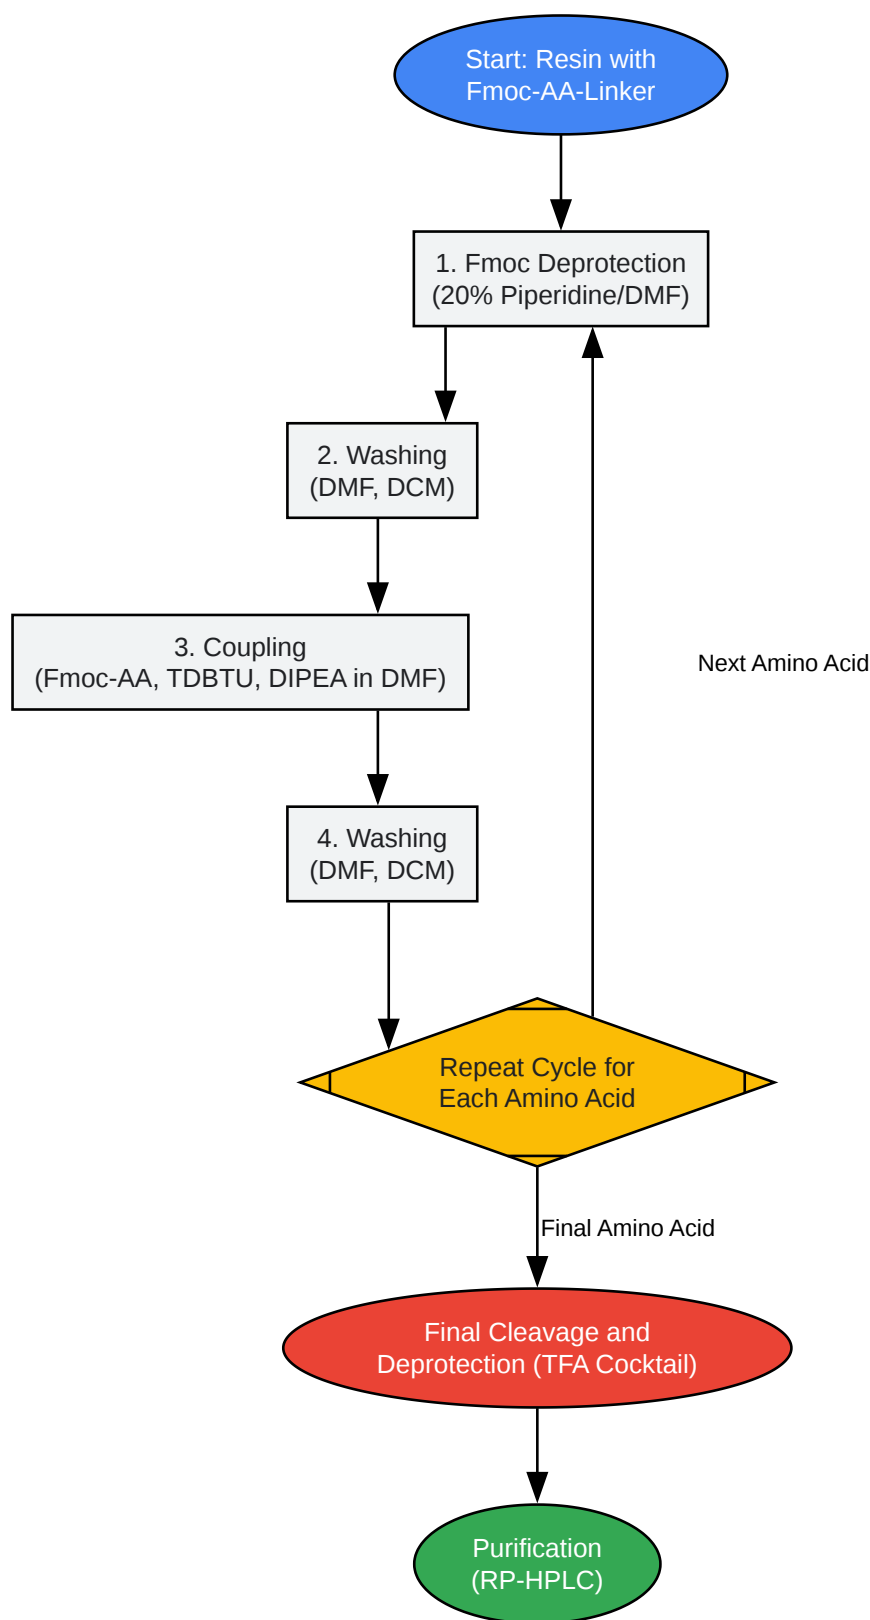 Start: Resin with
Fmoc-AA-Linker
1. Fmoc Deprotection
(20% Piperidine/DMF)
2. Washing
(DMF, DCM)
3. Coupling
(Fmoc-AA, TDBTU, DIPEA in DMF)
Next Amino Acid
4. Washing
(DMF, DCM)
Repeat Cycle for
Each Amino Acid
Final Amino Acid
Final Cleavage and
Deprotection (TFA Cocktail)
Purification
(RP-HPLC)